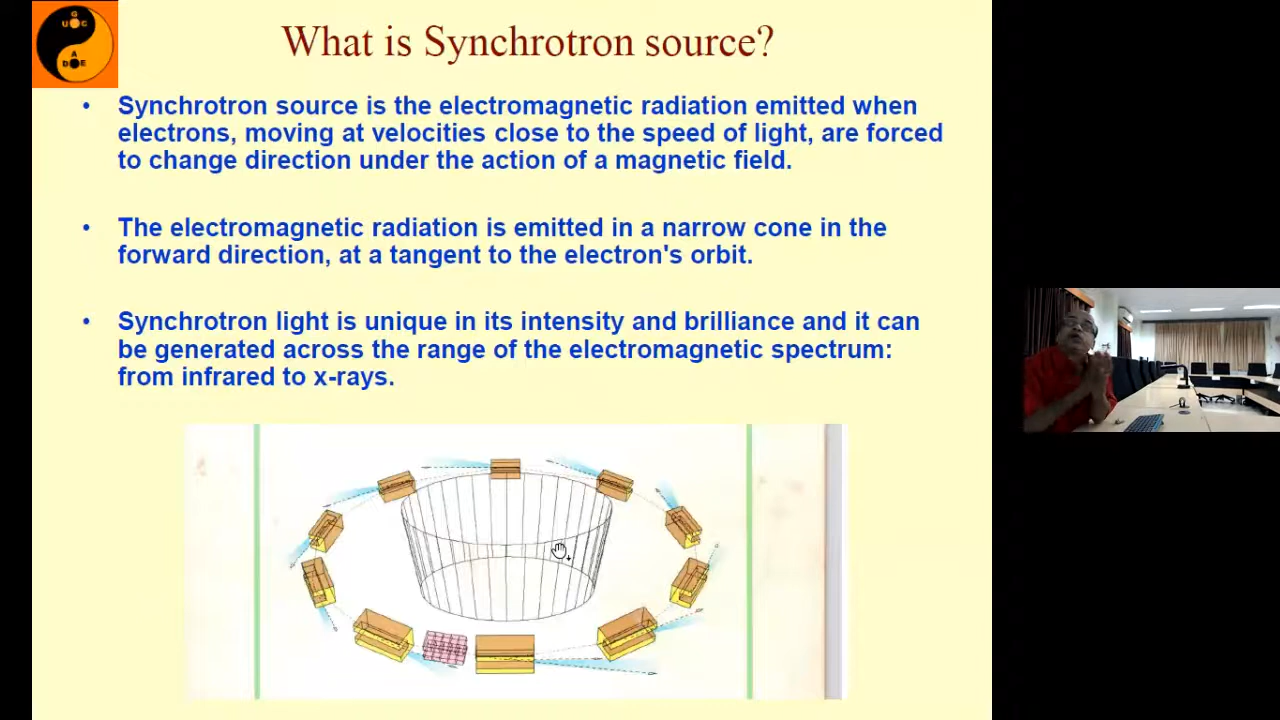 G
U G C
A
D E
What is Synchrotron source?
• Synchrotron source is the electromagnetic radiation emitted when
electrons, moving at velocities close to the speed of light, are forced
to change direction under the action of a magnetic field.
• The electromagnetic radiation is emitted in a narrow cone in the
forward direction, at a tangent to the electron's orbit.
• Synchrotron light is unique in its intensity and brilliance and it can
be generated across the range of the electromagnetic spectrum:
from infrared to x-rays.